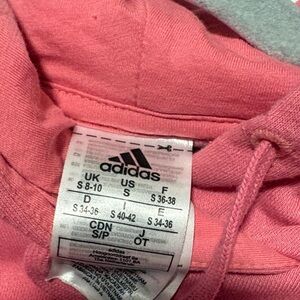 adidas
UK US F
S 8-10 S S 36-38
D I E
S 34-36 S 40-42 S 34-36
CDN J
S/P OT